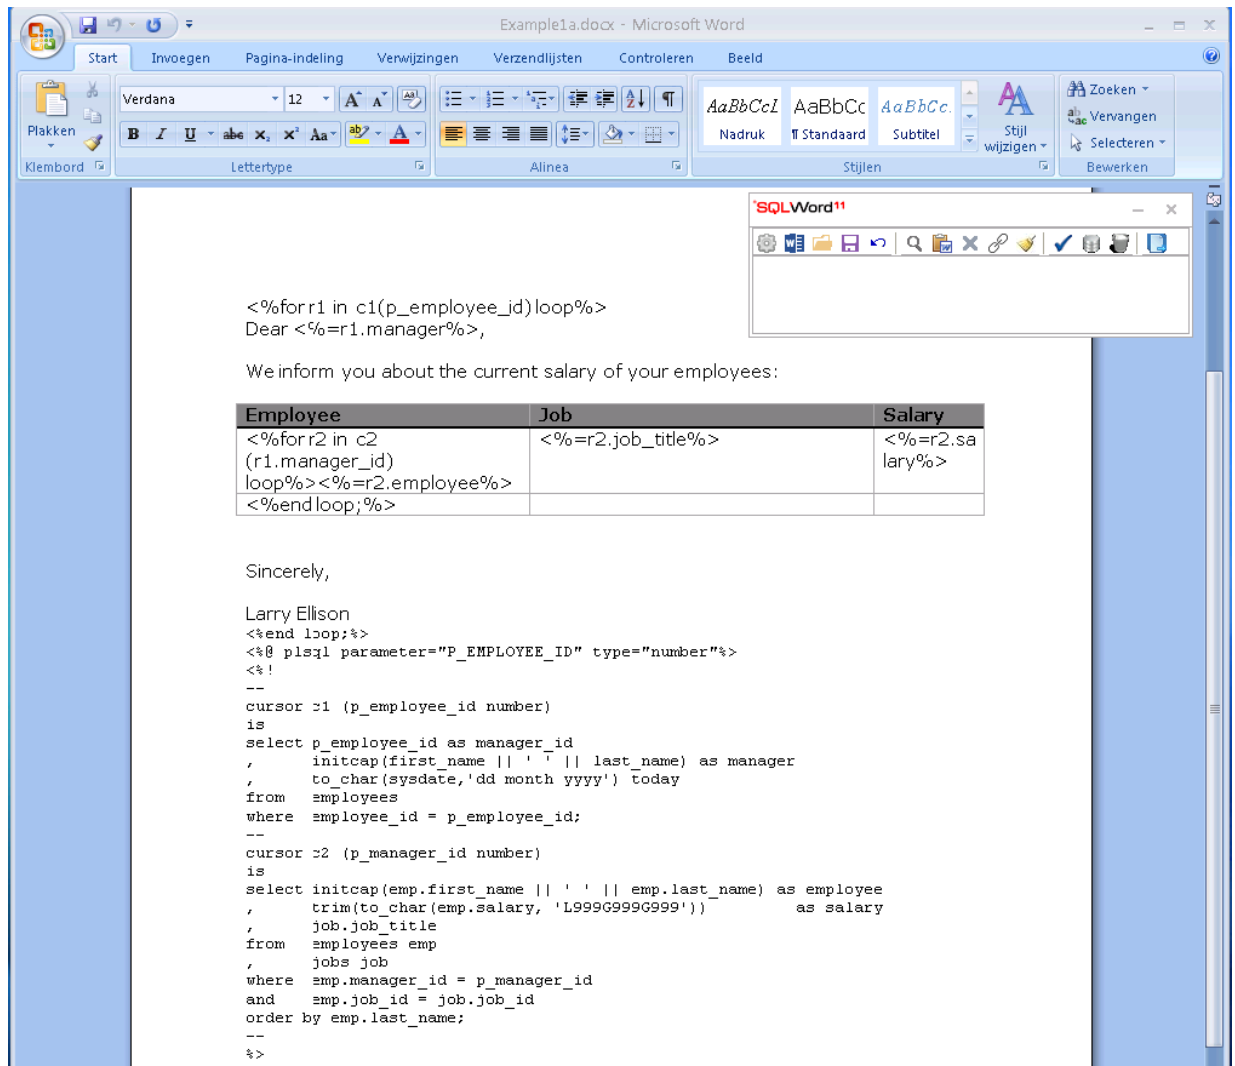 Example1a.docx - Microsoft Word
Start Invoegen Pagina-indeling Verwijzingen Verzendlijsten Controleren Beeld
Plakken
Klembord
Verdana 12
B I U abe x₂ x² Aa A
Lettertype
Alinea
AaBbCcI AaBbCc AaBbCc.
Nadruk ¶ Standaard Subtitel
Stijl wijzigen
Stijlen
Zoeken
Vervangen
Selecteren
Bewerken
SQLWord11
<%for r1 in c1(p_employee_id) loop%>
Dear <%=r1.manager%>,
We inform you about the current salary of your employees:
Employee Job Salary
<%for r2 in c2 <%=r2.job_title%> <%=r2.sa
(r1.manager_id) lary%>
loop%><%=r2.employee%>
<%end loop;%>
Sincerely,
Larry Ellison
<%end loop;%>
<%@ plsql parameter="P_EMPLOYEE_ID" type="number"%>
<%!
--
cursor c1 (p_employee_id number)
is
select p_employee_id as manager_id
,      initcap(first_name || ' ' || last_name) as manager
,      to_char(sysdate,'dd month yyyy') today
from   employees
where  employee_id = p_employee_id;
--
cursor c2 (p_manager_id number)
is
select initcap(emp.first_name || ' ' || emp.last_name) as employee
,      trim(to_char(emp.salary, 'L999G999G999'))         as salary
,      job.job_title
from   employees emp
,      jobs job
where  emp.manager_id = p_manager_id
and    emp.job_id = job.job_id
order by emp.last_name;
--
%>